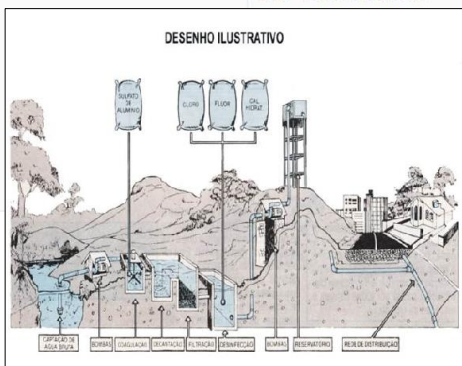 DESENHO ILUSTRATIVO
SULFATO
DE
ALUMÍNIO
CLORO
FLUOR
CAL
HIDRAT.
CAPTAÇÃO DE
ÁGUA BRUTA
BOMBAS
COAGULAÇÃO
DECANTAÇÃO
FILTRAÇÃO
DESINFECÇÃO
BOMBAS
RESERVATÓRIO
REDE DE DISTRIBUIÇÃO